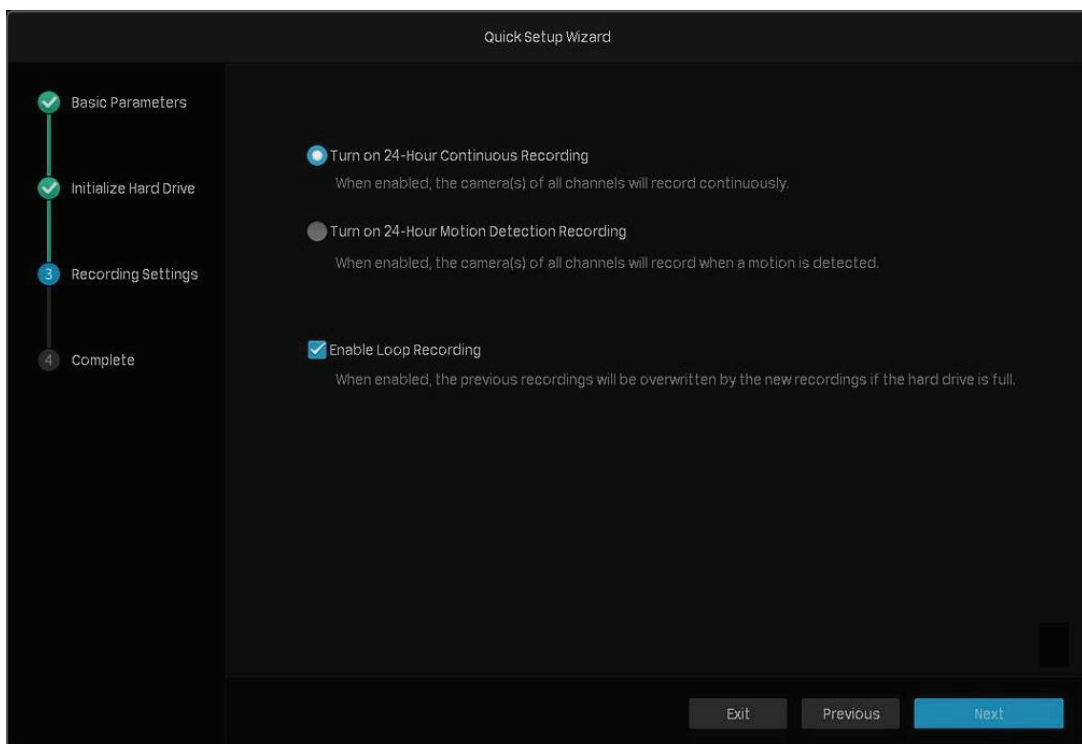 Quick Setup Wizard
Basic Parameters
Initialize Hard Drive
3 Recording Settings
4 Complete
Turn on 24-Hour Continuous Recording
When enabled, the camera(s) of all channels will record continuously.
Turn on 24-Hour Motion Detection Recording
When enabled, the camera(s) of all channels will record when a motion is detected.
Enable Loop Recording
When enabled, the previous recordings will be overwritten by the new recordings if the hard drive is full.
Exit
Previous
Next